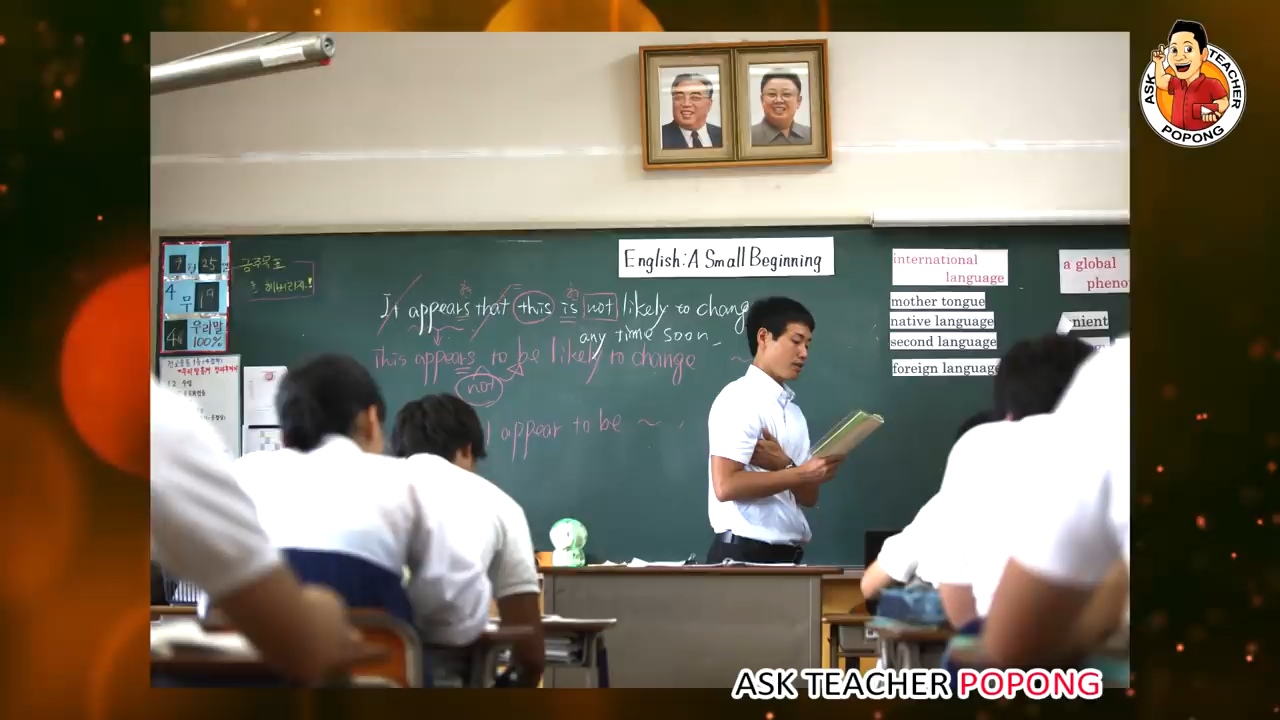 ASK TEACHER POPONG
English: A Small Beginning
international
language
mother tongue
native language
second language
foreign language
a global
pheno
nient
7 25
4 19
우리말
100%
It appears that this is not likely to chang
any time soon
This appears to be likely to change ~
not
appear to be ~
ASK TEACHER POPONG